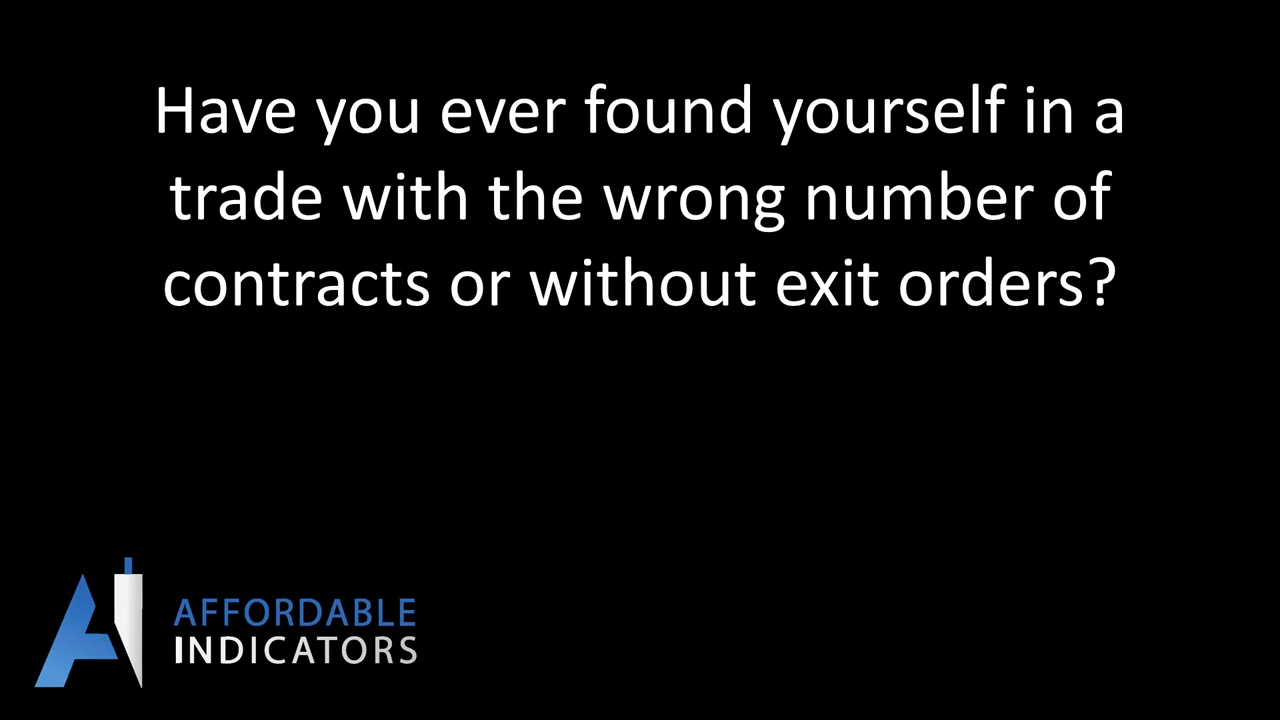 Have you ever found yourself in a
trade with the wrong number of
contracts or without exit orders?
AFFORDABLE
INDICATORS